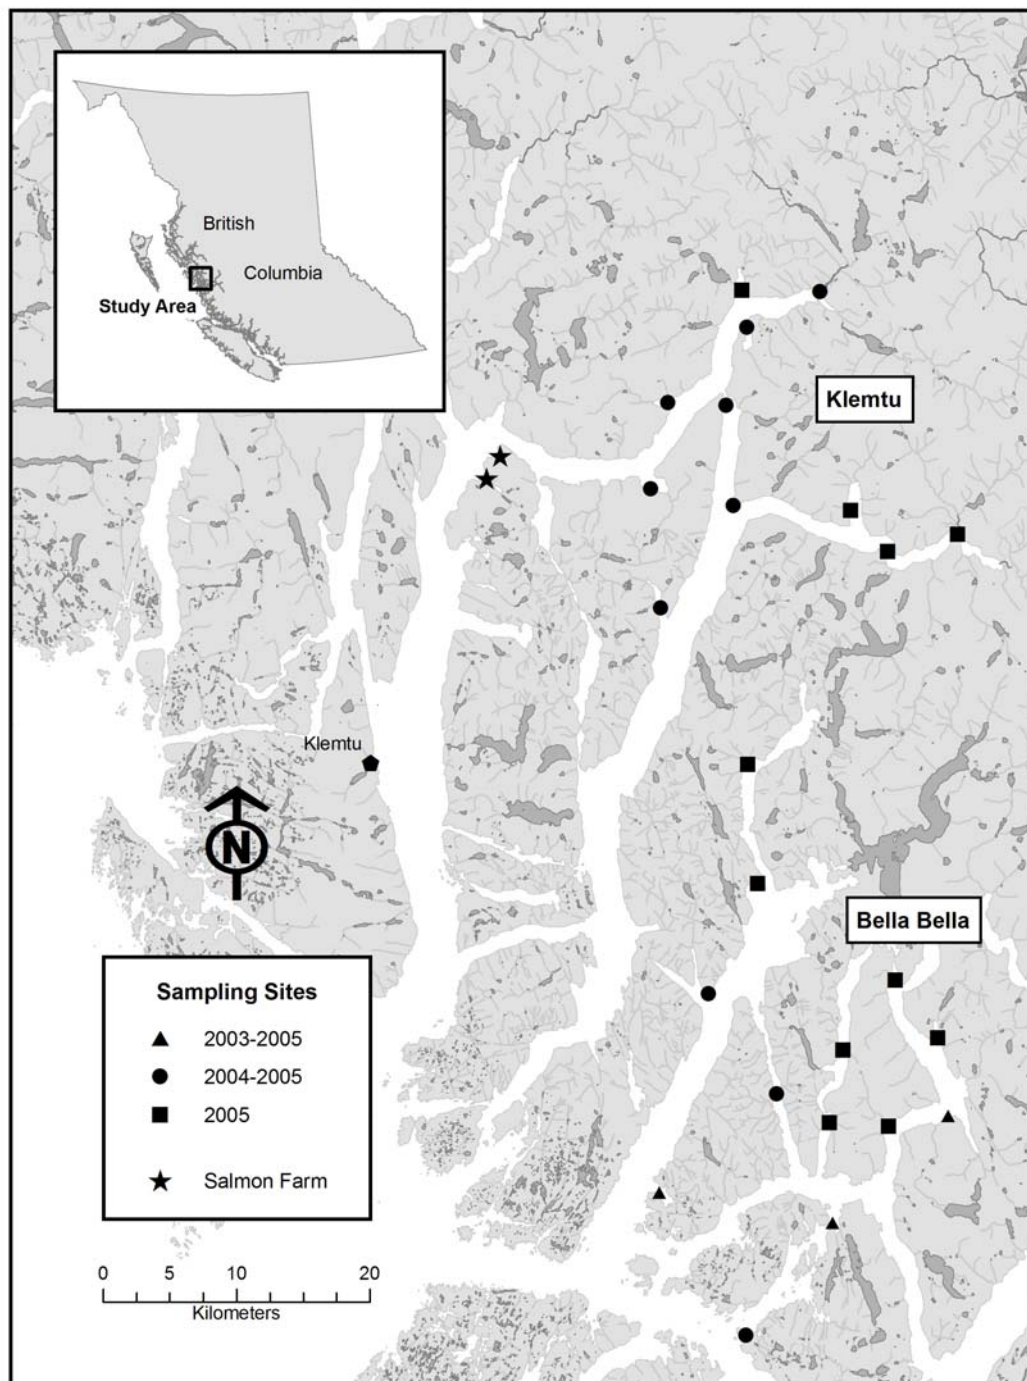 British
Columbia
Study Area
Klemtu
Klemtu
Bella Bella
N
Sampling Sites
2003-2005
2004-2005
2005
Salmon Farm
0 5 10 20
Kilometers